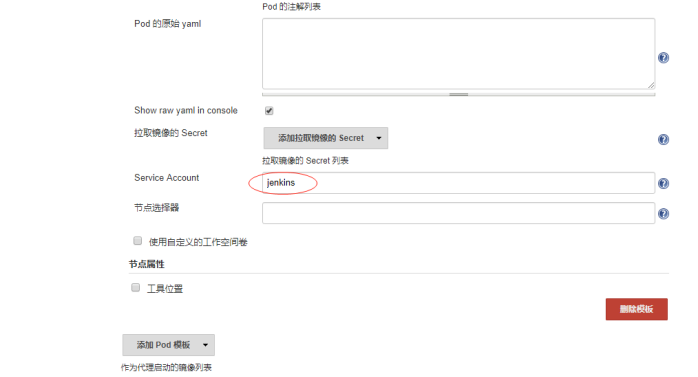 Pod 的注解列表
Pod 的原始 yaml
Show raw yaml in console
拉取镜像的 Secret
添加拉取镜像的 Secret
拉取镜像的 Secret 列表
Service Account
jenkins
节点选择器
使用自定义的工作空间卷
节点属性
工具位置
删除模板
添加 Pod 模板
作为代理启动的镜像列表